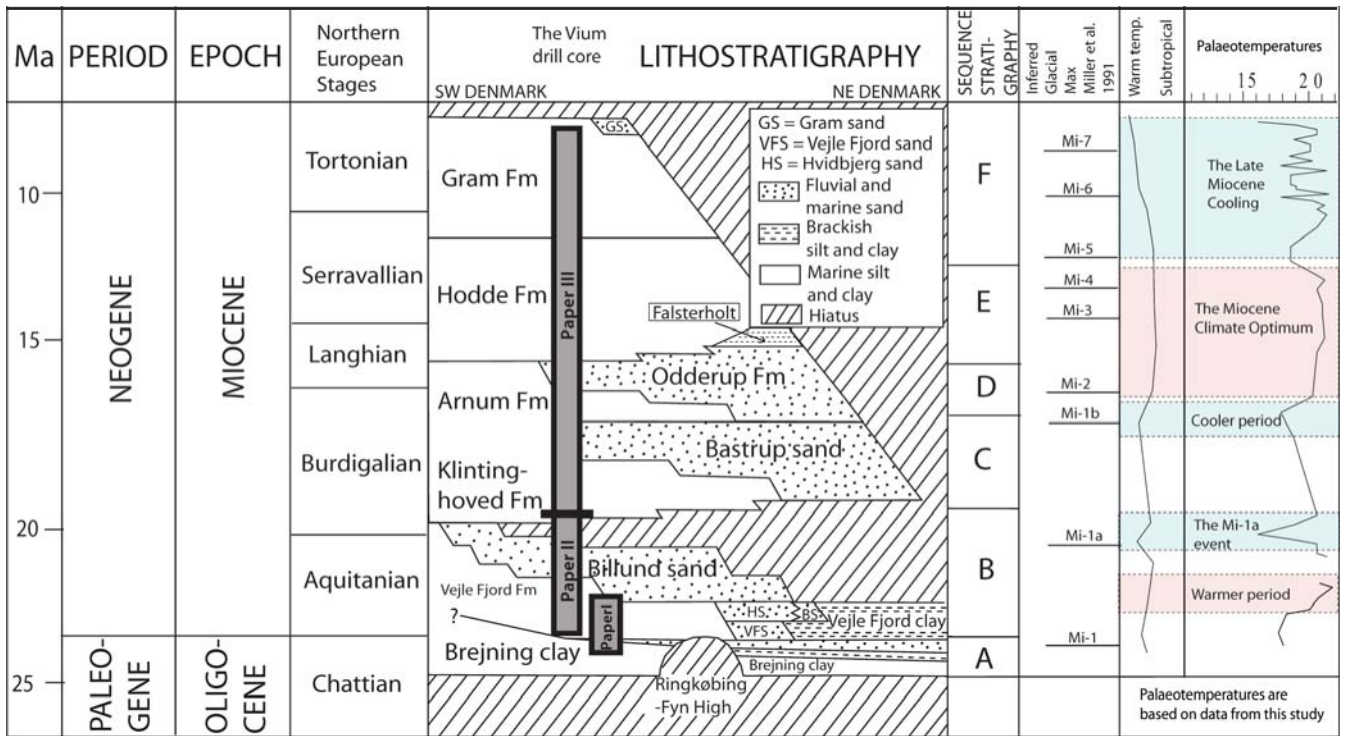 Ma
PERIOD
EPOCH
Northern
European
Stages
The Vium
drill core
LITHOSTRATIGRAPHY
SW DENMARK
NE DENMARK
SEQUENCE
STRATI-
GRAPHY
Inferred
Glacial
Max
Miller et al.
1991
Warm temp.
Subtropical
Palaeotemperatures
15 20
10
15
20
25
NEOGENE
PALEO-
GENE
MIOCENE
OLIGO-
CENE
Tortonian
Serravallian
Langhian
Burdigalian
Aquitanian
Chattian
GS
Gram Fm
Hodde Fm
Arnum Fm
Klinting-
hoved Fm
Vejle Fjord Fm
?
Brejning clay
Paper III
Paper II
PaperI
GS = Gram sand
VFS = Vejle Fjord sand
HS = Hvidbjerg sand
Fluvial and
marine sand
Brackish
silt and clay
Marine silt
and clay
Hiatus
Falsterholt
Odderup Fm
Bastrup sand
Billund sand
HS
BS
VFS
Vejle Fjord clay
Brejning clay
Ringkøbing
-Fyn High
F
E
D
C
B
A
Mi-7
Mi-6
Mi-5
Mi-4
Mi-3
Mi-2
Mi-1b
Mi-1a
Mi-1
The Late
Miocene
Cooling
The Miocene
Climate Optimum
Cooler period
The Mi-1a
event
Warmer period
Palaeotemperatures are
based on data from this study